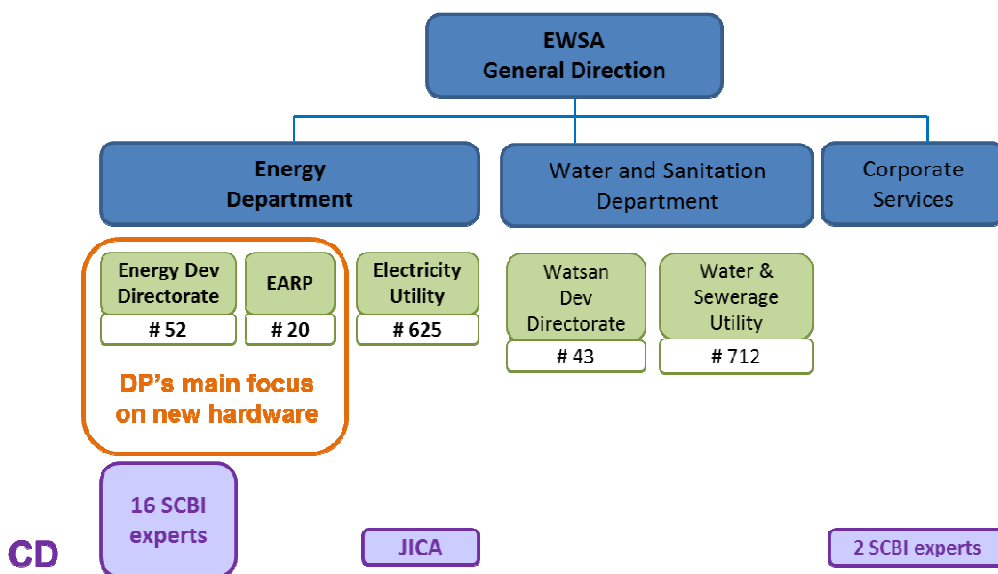 EWSA
General Direction
Energy
Department
Water and Sanitation
Department
Corporate
Services
Energy Dev
Directorate
# 52
EARP
# 20
Electricity
Utility
# 625
Watsan
Dev
Directorate
# 43
Water &
Sewerage
Utility
# 712
DP's main focus
on new hardware
16 SCBI
experts
CD
JICA
2 SCBI experts